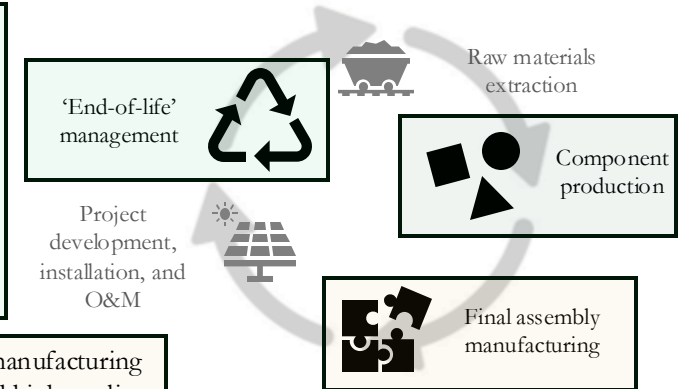 Raw materials
extraction
‘End-of-life’
management
Component
production
Project
development,
installation, and
O&M
Final assembly
manufacturing
manufacturing